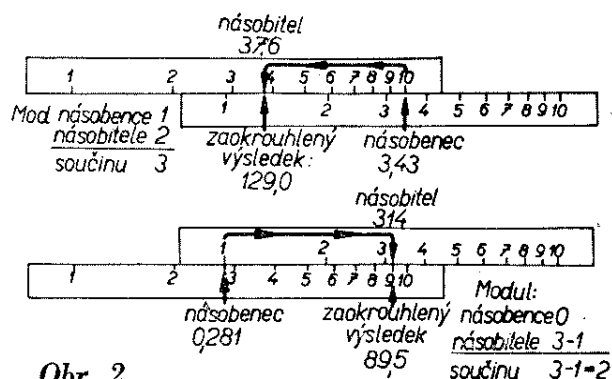 násobitel
37,6
1 2 3 4 5 6 7 8 9 10
1 2 3 4 5 6 7 8 9 10
Mod. násobence 1
násobitele 2
součinu 3
zaokrouhlený
výsledek:
129,0
násobenec
3,43
násobitel
314
1 2 3 4 5 6 7 8 9 10
1 2 3 4 5 6 7 8 9 10
násobenec
0,281
zaokrouhlený
výsledek
89,5
Modul:
násobence 0
násobitele 3-1
součinu 3-1=2
Obr. 2